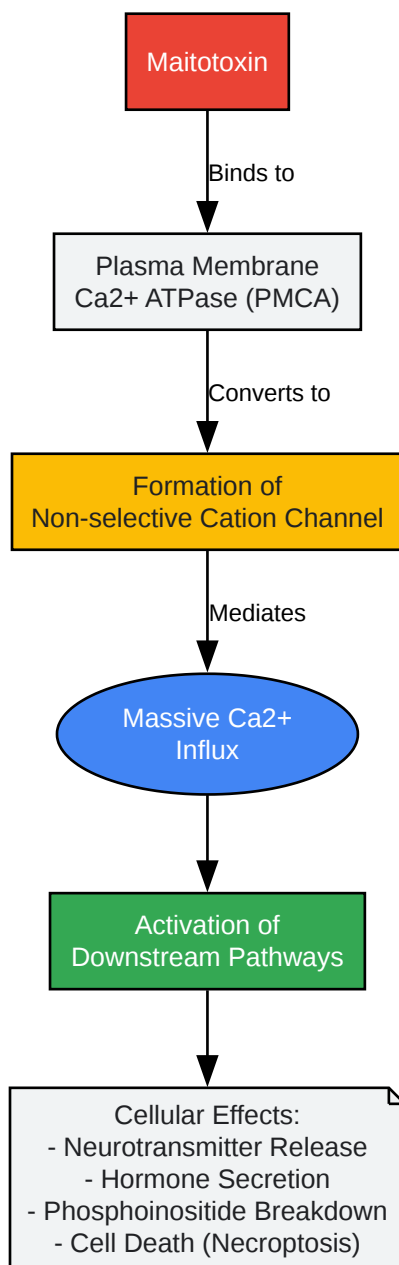 Maitotoxin
Binds to
Plasma Membrane
Ca2+ ATPase (PMCA)
Converts to
Formation of
Non-selective Cation Channel
Mediates
Massive Ca2+
Influx
Activation of
Downstream Pathways
Cellular Effects:
- Neurotransmitter Release
- Hormone Secretion
- Phosphoinositide Breakdown
- Cell Death (Necroptosis)